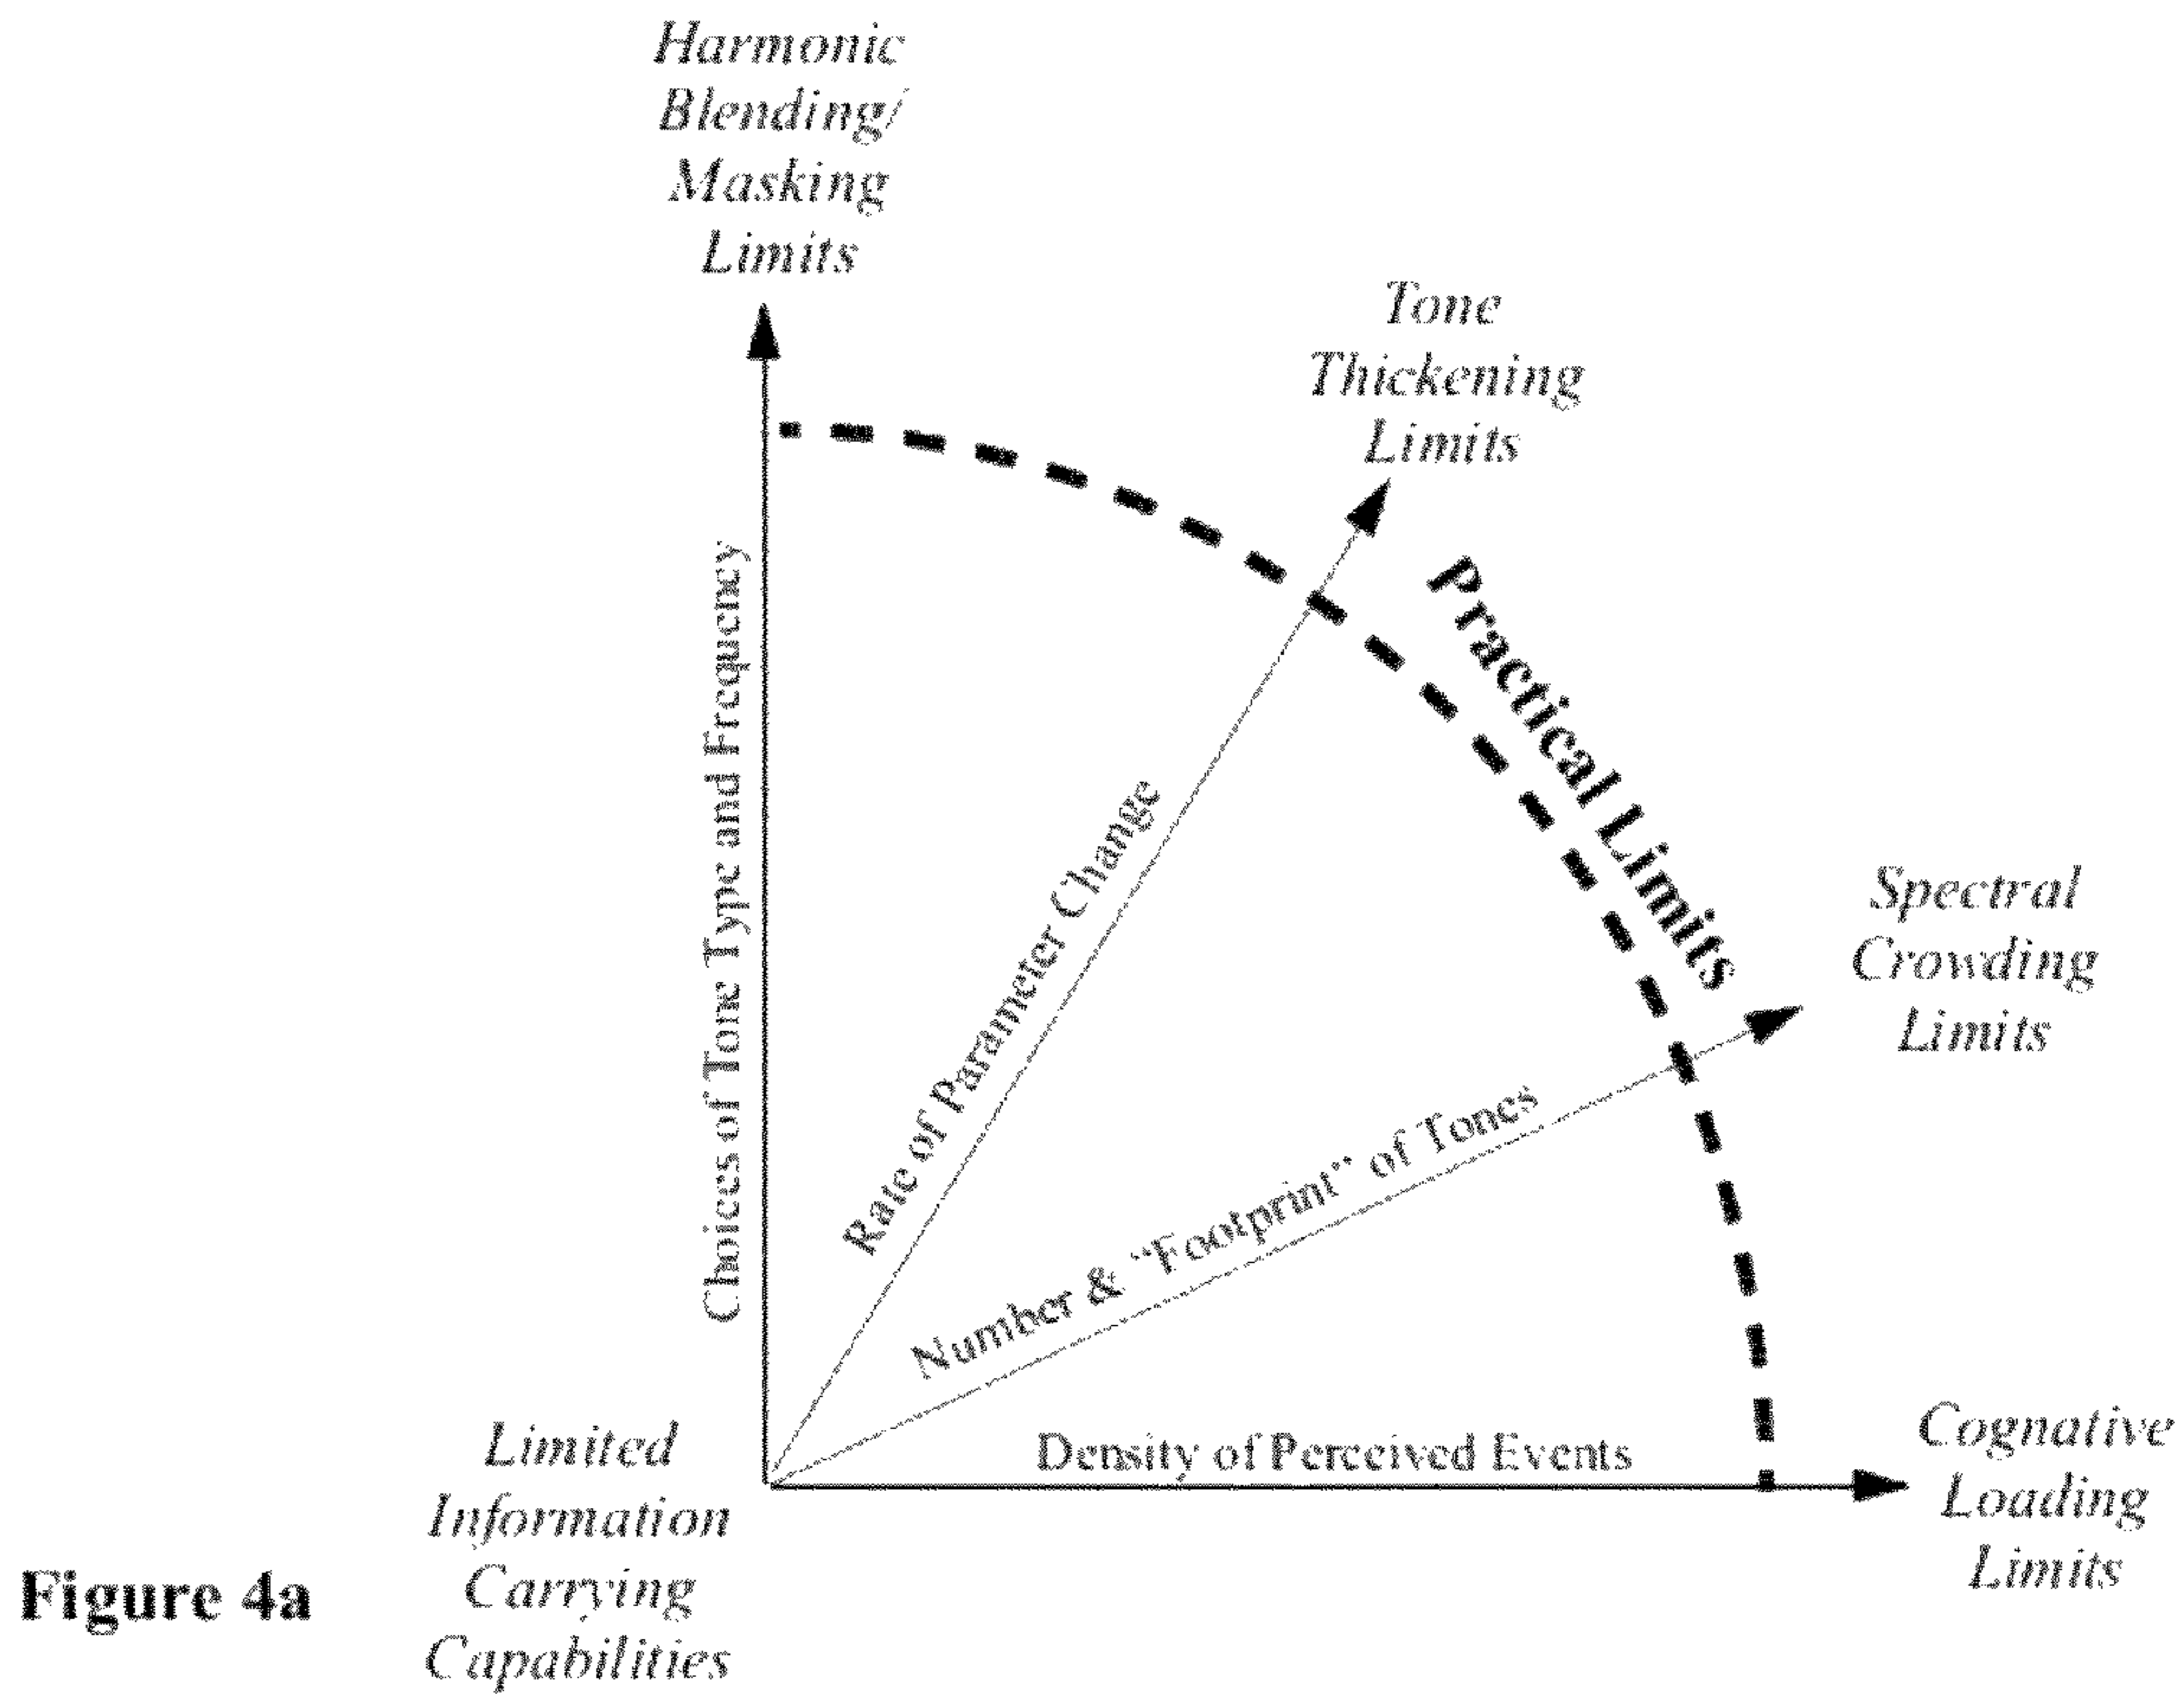 Harmonic
Blending/
Masking
Limits
Tone
Thickening
Limits
Practical Limits
Choices of Tone Type and Frequency
Rate of Parameter Change
Spectral
Crowding
Limits
Number & “Footprint” of Tones
Density of Perceived Events
Cognative
Loading
Limits
Limited
Information
Carrying
Capabilities
Figure 4a